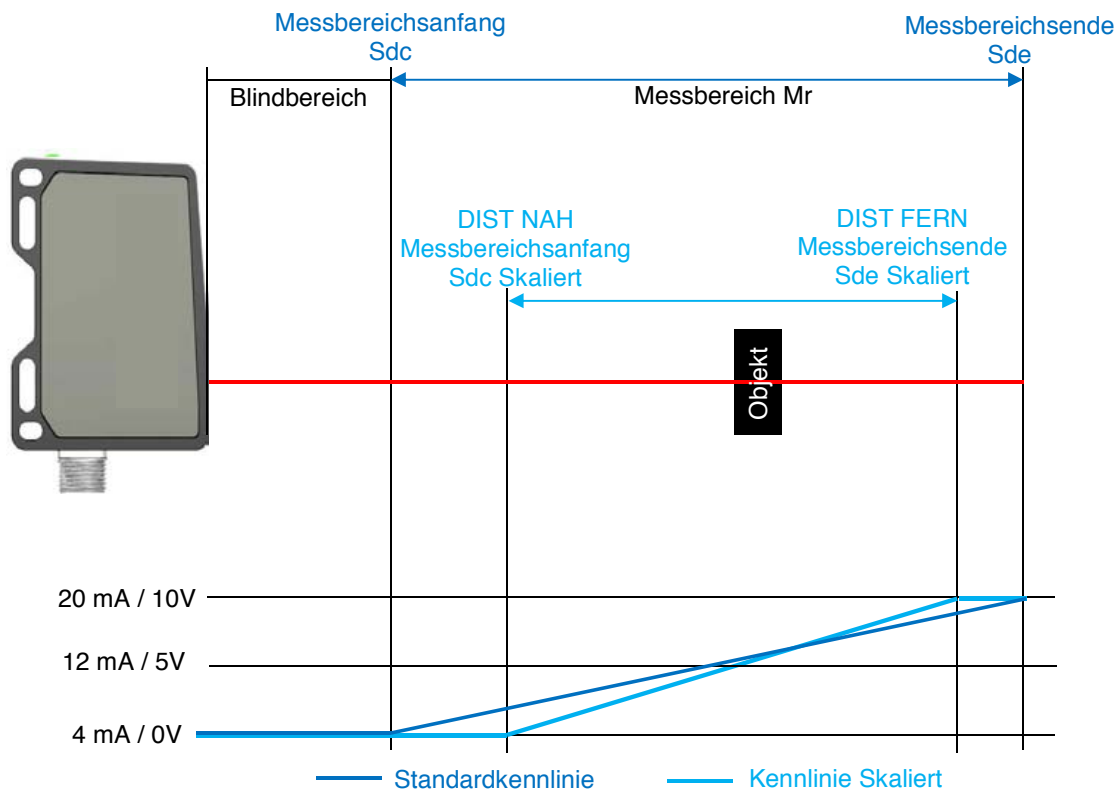 Messbereichsanfang
Sdc
Messbereichsende
Sde
Blindbereich
Messbereich Mr
DIST NAH
Messbereichsanfang
Sdc Skaliert
DIST FERN
Messbereichsende
Sde Skaliert
Objekt
20 mA / 10V
12 mA / 5V
4 mA / 0V
Standardkennlinie
Kennlinie Skaliert